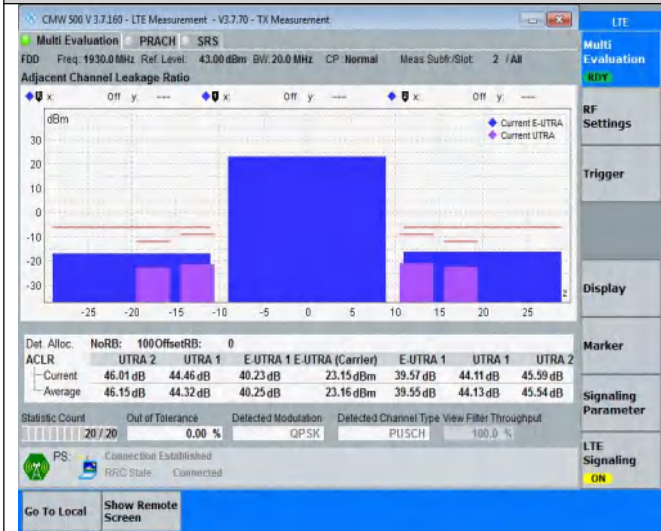 CMW 500 V 3.7.160 - LTE Measurement - V3.7.70 - TX Measurement
LTE
Multi Evaluation PRACH SRS
Multi Evaluation
RDY
FDD Freq: 1930.0 MHz Ref. Level: 43.00 dBm BW: 20.0 MHz CP: Normal Meas Subfr./Slot: 2 / All
Adjacent Channel Leakage Ratio
x: Off y: --- x: Off y: --- x: Off y: ---
RF Settings
dBm
Current E-UTRA
Current UTRA
30
20
10
0
-10
-20
-30
Trigger
-25 -20 -15 -10 -5 0 5 10 15 20 25
Display
Det. Alloc. NoRB: 100 OffsetRB: 0
Marker
ACLR UTRA 2 UTRA 1 E-UTRA 1 E-UTRA (Carrier) E-UTRA 1 UTRA 1 UTRA 2
Current 46.01 dB 44.46 dB 40.23 dB 23.15 dBm 39.57 dB 44.11 dB 45.59 dB
Average 46.15 dB 44.32 dB 40.25 dB 23.16 dBm 39.55 dB 44.13 dB 45.54 dB
Signaling Parameter
Statistic Count Out of Tolerance Detected Modulation Detected Channel Type View Filter Throughput
20 / 20 0.00 % QPSK PUSCH 100.0 %
PS: Connection Established
RRC State Connected
LTE Signaling
ON
Go To Local Show Remote Screen